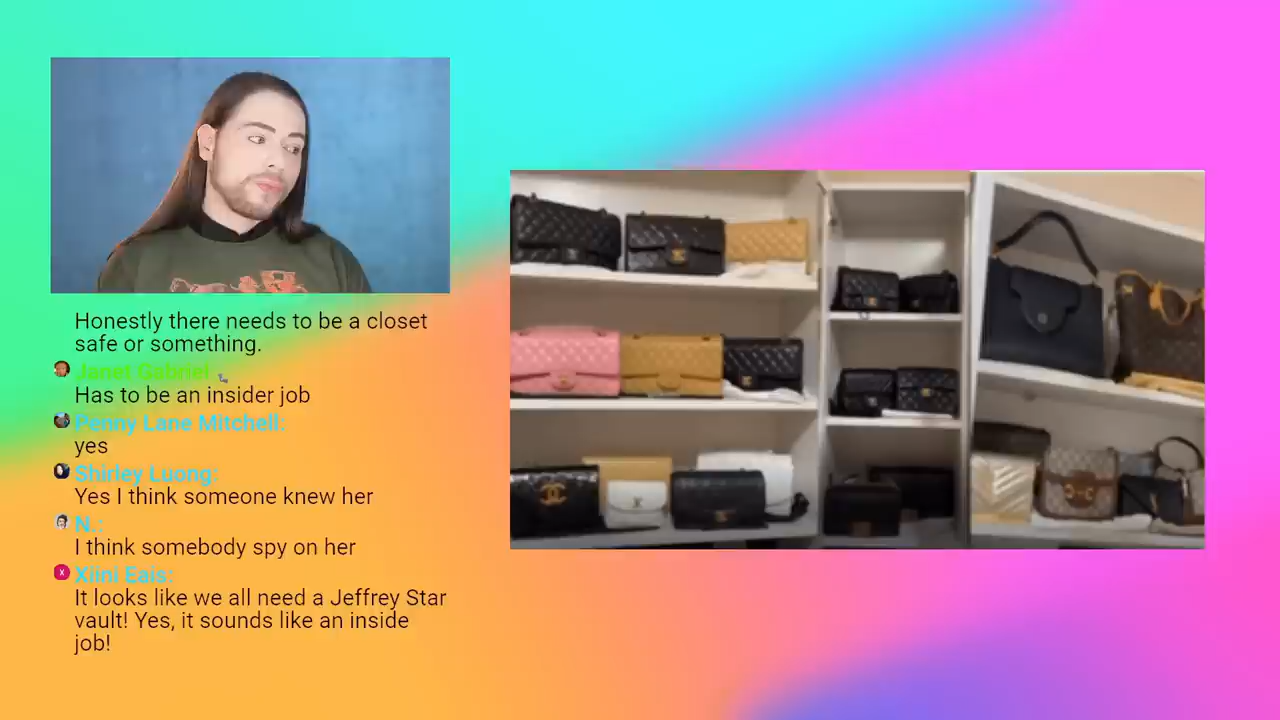 Honestly there needs to be a closet
safe or something.
Janet Gabriel
Has to be an insider job
Penny Lane Mitchell:
yes
Shirley Luong:
Yes I think someone knew her
N.:
I think somebody spy on her
X
Xiini Eais:
It looks like we all need a Jeffrey Star
vault! Yes, it sounds like an inside
job!